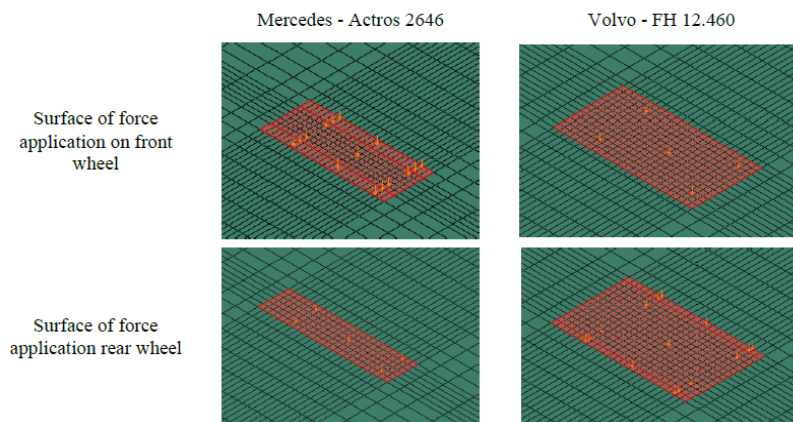 Mercedes - Actros 2646
Volvo - FH 12.460
Surface of force
application on front
wheel
Surface of force
application rear wheel